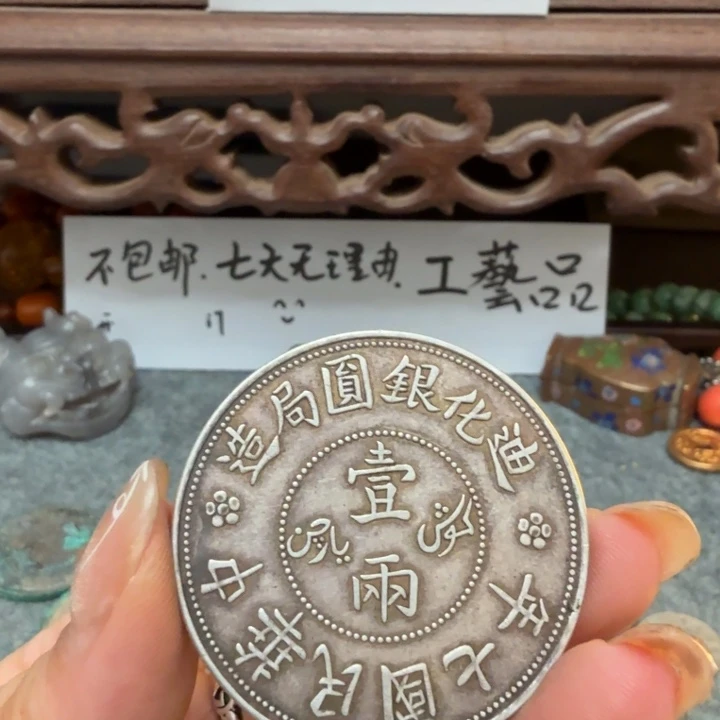 不包邮.七天无理由.工藝品
迪化銀圓局造
壹
兩
中華民國七年